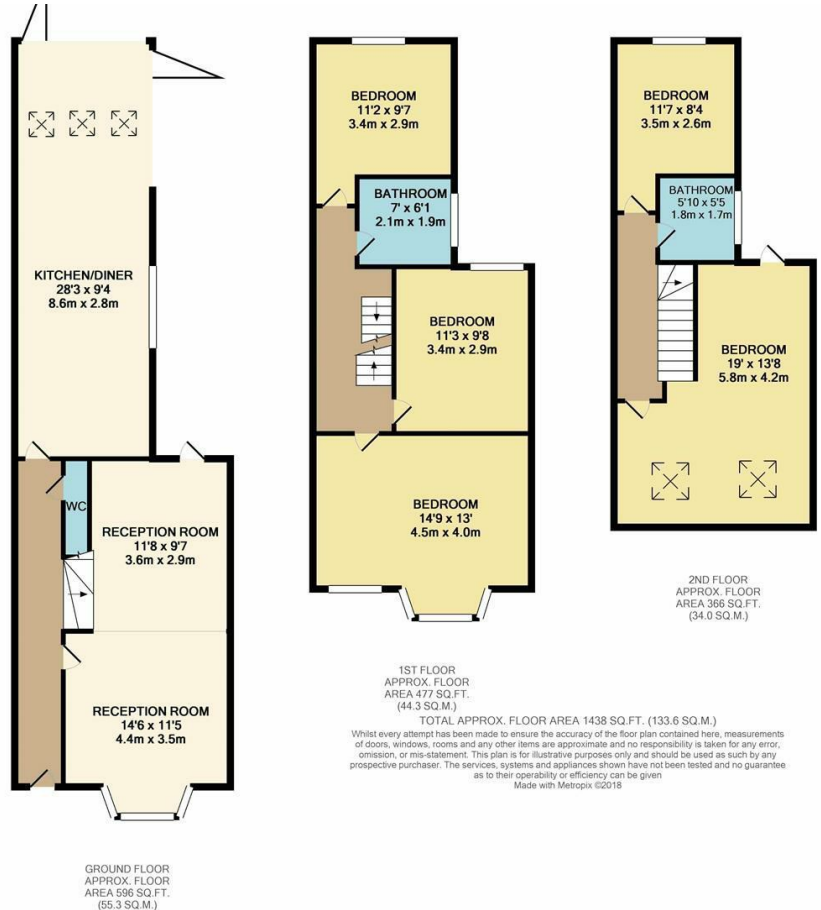 KITCHEN/DINER
28'3 x 9'4
8.6m x 2.8m
WC
RECEPTION ROOM
11'8 x 9'7
3.6m x 2.9m
RECEPTION ROOM
14'6 x 11'5
4.4m x 3.5m
GROUND FLOOR
APPROX. FLOOR
AREA 596 SQ.FT.
(55.3 SQ.M.)
BEDROOM
11'2 x 9'7
3.4m x 2.9m
BATHROOM
7' x 6'1
2.1m x 1.9m
BEDROOM
11'3 x 9'8
3.4m x 2.9m
BEDROOM
14'9 x 13'
4.5m x 4.0m
1ST FLOOR
APPROX. FLOOR
AREA 477 SQ.FT.
(44.3 SQ.M.)
BEDROOM
11'7 x 8'4
3.5m x 2.6m
BATHROOM
5'10 x 5'5
1.8m x 1.7m
BEDROOM
19' x 13'8
5.8m x 4.2m
2ND FLOOR
APPROX. FLOOR
AREA 366 SQ.FT.
(34.0 SQ.M.)
TOTAL APPROX. FLOOR AREA 1438 SQ.FT. (133.6 SQ.M.)
Whilst every attempt has been made to ensure the accuracy of the floor plan contained here, measurements
of doors, windows, rooms and any other items are approximate and no responsibility is taken for any error,
omission, or mis-statement. This plan is for illustrative purposes only and should be used as such by any
prospective purchaser. The services, systems and appliances shown have not been tested and no guarantee
as to their operability or efficiency can be given
Made with Metropix ©2018